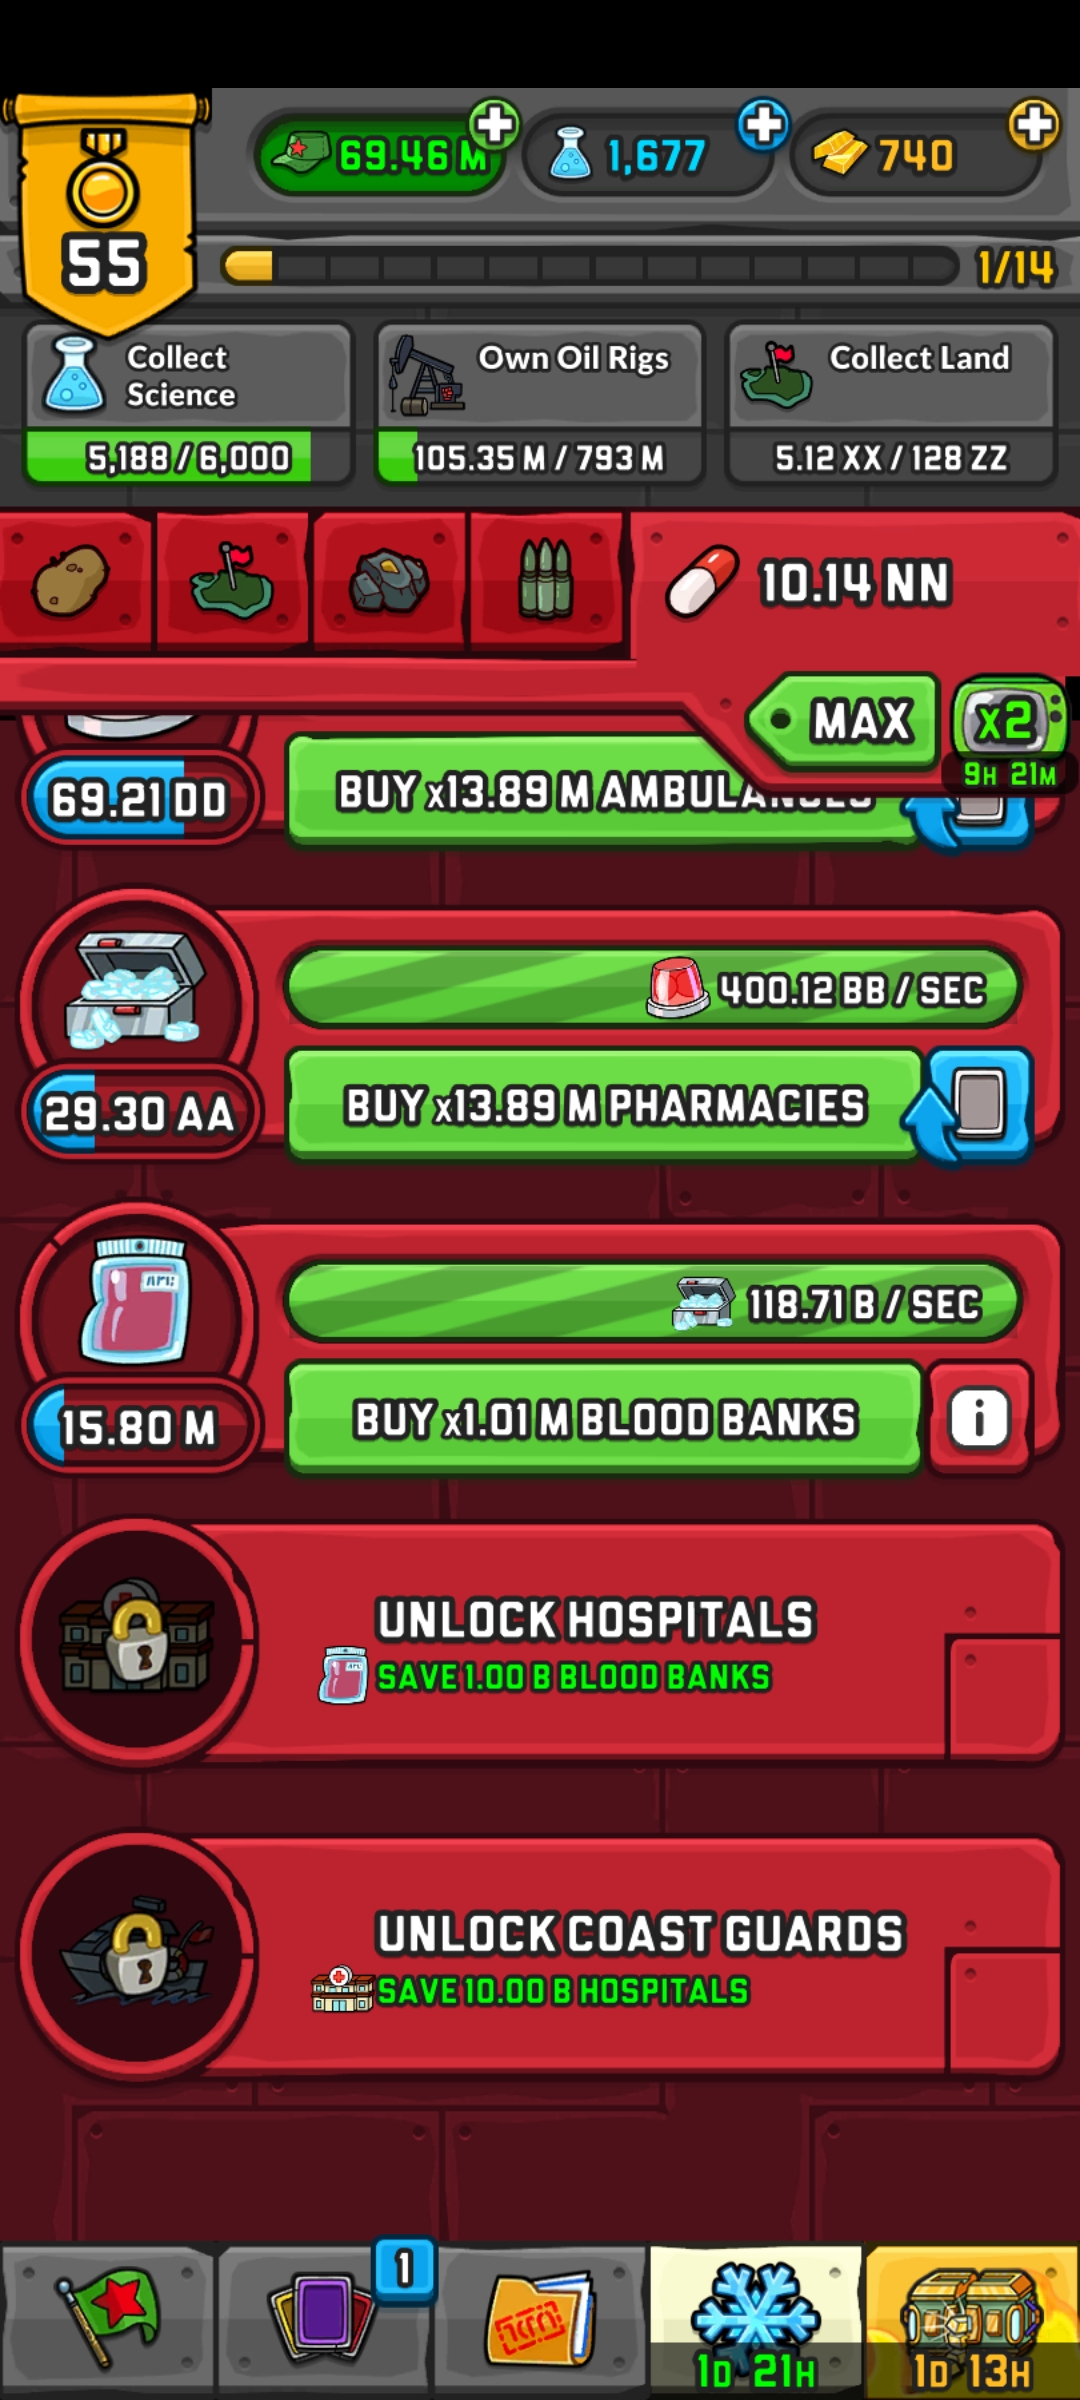 69.46 M
1,677
740
55
1/14
Collect
Science
5,188 / 6,000
Own Oil Rigs
105.35 M / 793 M
Collect Land
5.12 XX / 128 ZZ
10.14 NN
MAX
x2
9H 21M
69.21 DD
BUY x13.89 M AMBULANCES
400.12 BB / SEC
29.30 AA
BUY x13.89 M PHARMACIES
118.71 B / SEC
15.80 M
BUY x1.01 M BLOOD BANKS
i
UNLOCK HOSPITALS
SAVE 1.00 B BLOOD BANKS
UNLOCK COAST GUARDS
SAVE 10.00 B HOSPITALS
1
1D 21H
1D 13H